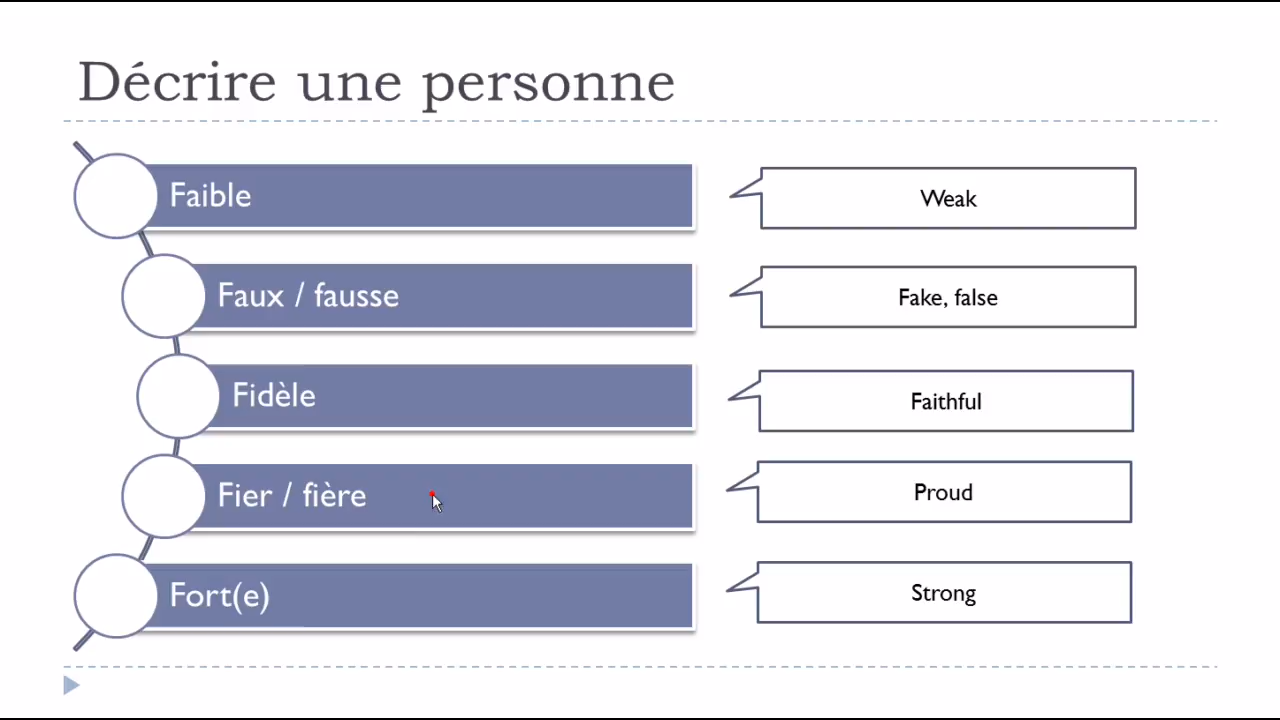 Décrire une personne
Faible
Weak
Faux / fausse
Fake, false
Fidèle
Faithful
Fier / fière
Proud
Fort(e)
Strong